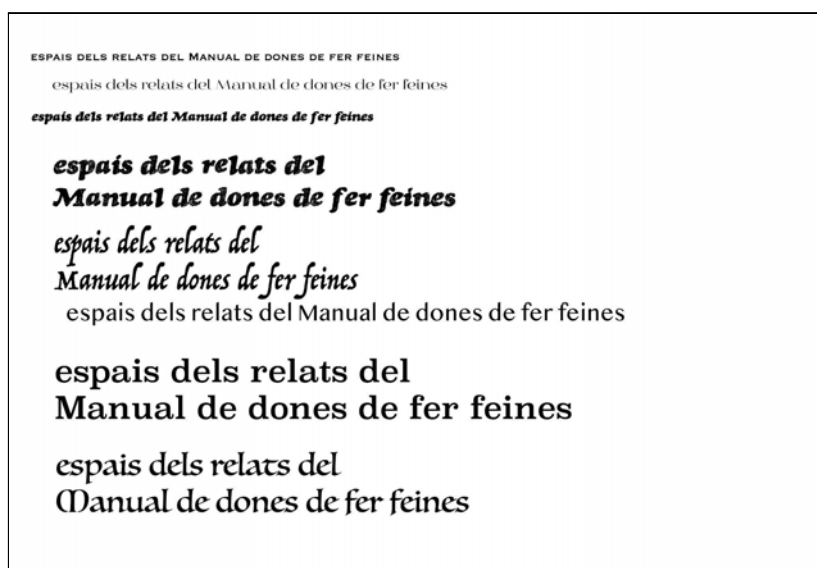 ESPAIS DELS RELATS DEL MANUAL DE DONES DE FER FEINES
espais dels relats del Manual de dones de fer feines
espais dels relats del Manual de dones de fer feines
espais dels relats del
Manual de dones de fer feines
espais dels relats del
Manual de dones de fer feines
espais dels relats del Manual de dones de fer feines
espais dels relats del
Manual de dones de fer feines
espais dels relats del
Manual de dones de fer feines